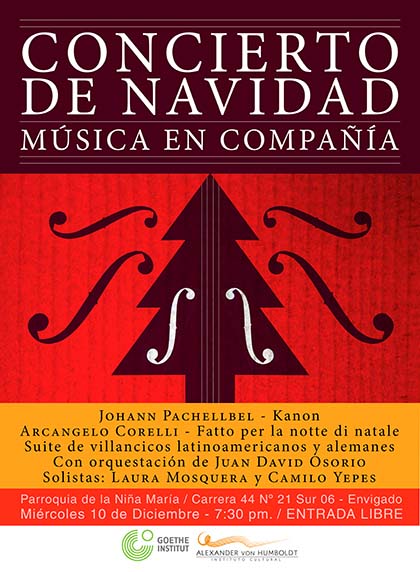 CONCIERTO
DE NAVIDAD
MÚSICA EN COMPAÑÍA
JOHANN PACHELLBEL - KANON
ARCANGELO CORELLI - FATTO PER LA NOTTE DI NATALE
SUITE DE VILLANCICOS LATINOAMERICANOS Y ALEMANES
CON ORQUESTACIÓN DE JUAN DAVID OSORIO
SOLISTAS: LAURA MOSQUERA Y CAMILO YEPES
Parroquia de la Niña María / Carrera 44 Nº 21 Sur 06 - Envigado
Miércoles 10 de Diciembre - 7:30 pm. / ENTRADA LIBRE
GOETHE
INSTITUT
ALEXANDER VON HUMBOLDT
INSTITUTO CULTURAL